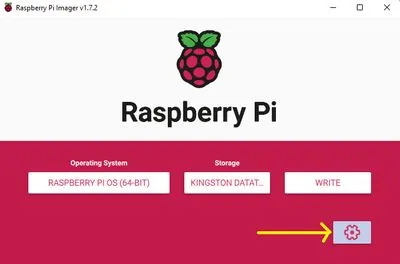 Raspberry Pi Imager v1.7.2
Raspberry Pi
Operating System
Storage
RASPBERRY PI OS (64-BIT)
KINGSTON DATAT...
WRITE